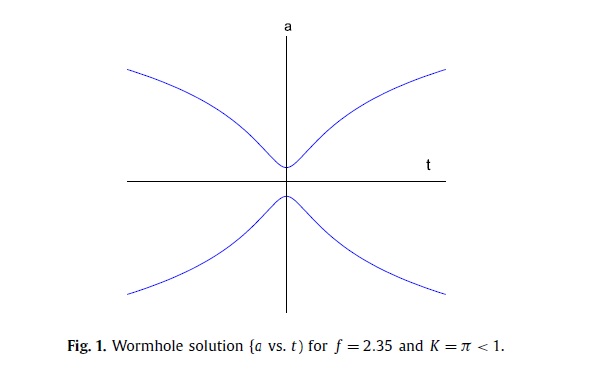 a
t
Fig. 1. Wormhole solution {a vs. t) for f = 2.35 and K = π < 1.